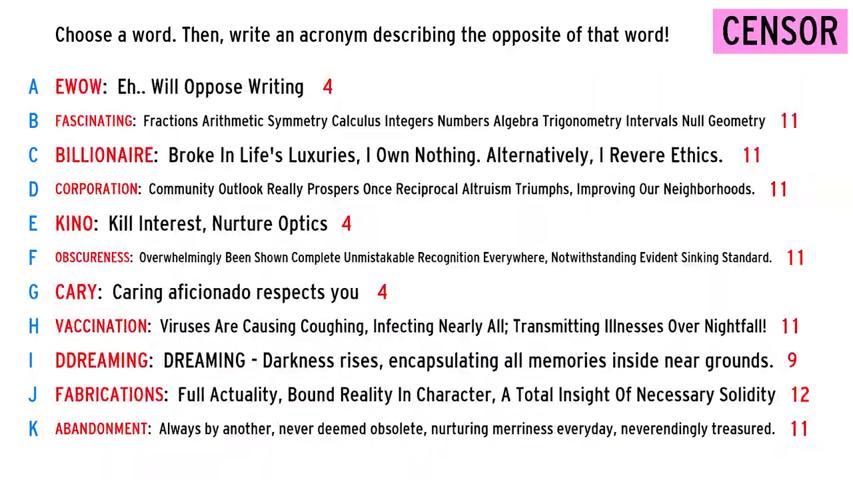 Choose a word. Then, write an acronym describing the opposite of that word!
CENSOR
A EWOW: Eh.. Will Oppose Writing 4
B FASCINATING: Fractions Arithmetic Symmetry Calculus Integers Numbers Algebra Trigonometry Intervals Null Geometry 11
C BILLIONAIRE: Broke In Life's Luxuries, I Own Nothing. Alternatively, I Revere Ethics. 11
D CORPORATION: Community Outlook Really Prospers Once Reciprocal Altruism Triumphs, Improving Our Neighborhoods. 11
E KINO: Kill Interest, Nurture Optics 4
F OBSCURENESS: Overwhelmingly Been Shown Complete Unmistakable Recognition Everywhere, Notwithstanding Evident Sinking Standard. 11
G CARY: Caring aficionado respects you 4
H VACCINATION: Viruses Are Causing Coughing, Infecting Nearly All; Transmitting Illnesses Over Nightfall! 11
I DDREAMING: DREAMING - Darkness rises, encapsulating all memories inside near grounds. 9
J FABRICATIONS: Full Actuality, Bound Reality In Character, A Total Insight Of Necessary Solidity 12
K ABANDONMENT: Always by another, never deemed obsolete, nurturing merriness everyday, neverendingly treasured. 11